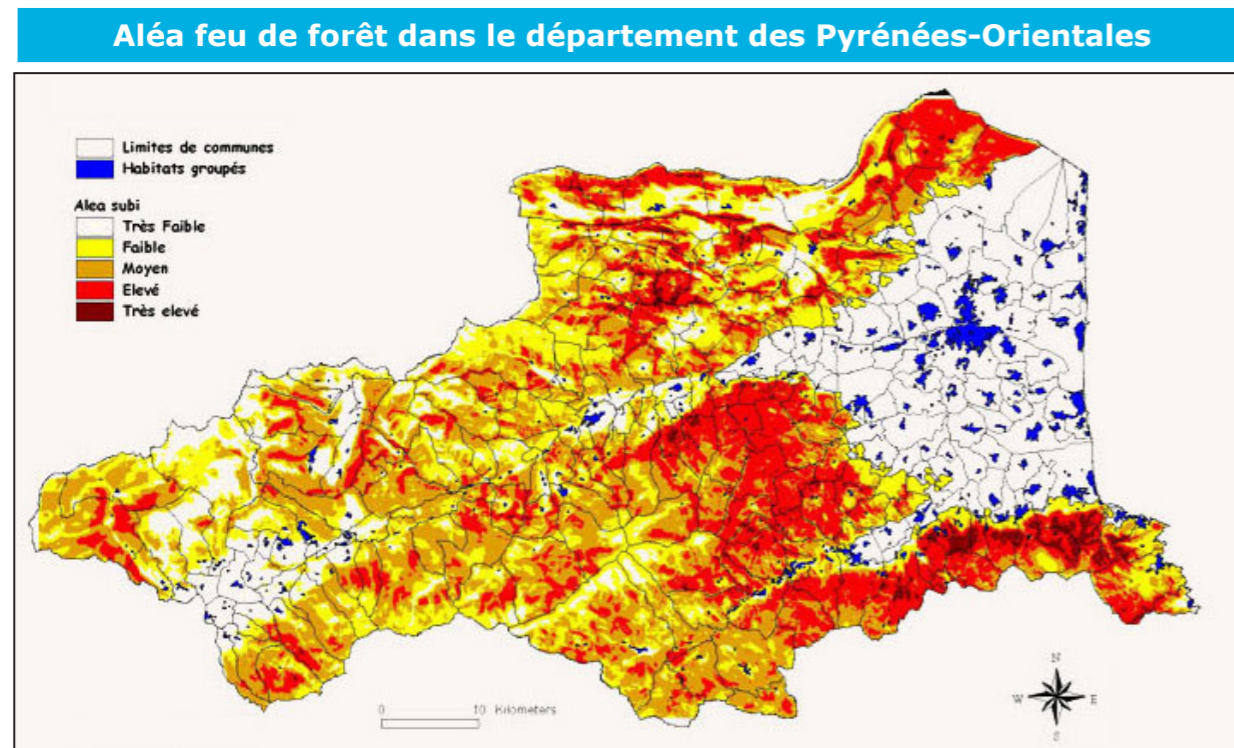 Aléa feu de forêt dans le département des Pyrénées-Orientales
Limites de communes
Habitats groupés
Alea subi
Très Faible
Faible
Moyen
Elevé
Très elevé
0 10 Kilometers
N
W E
S